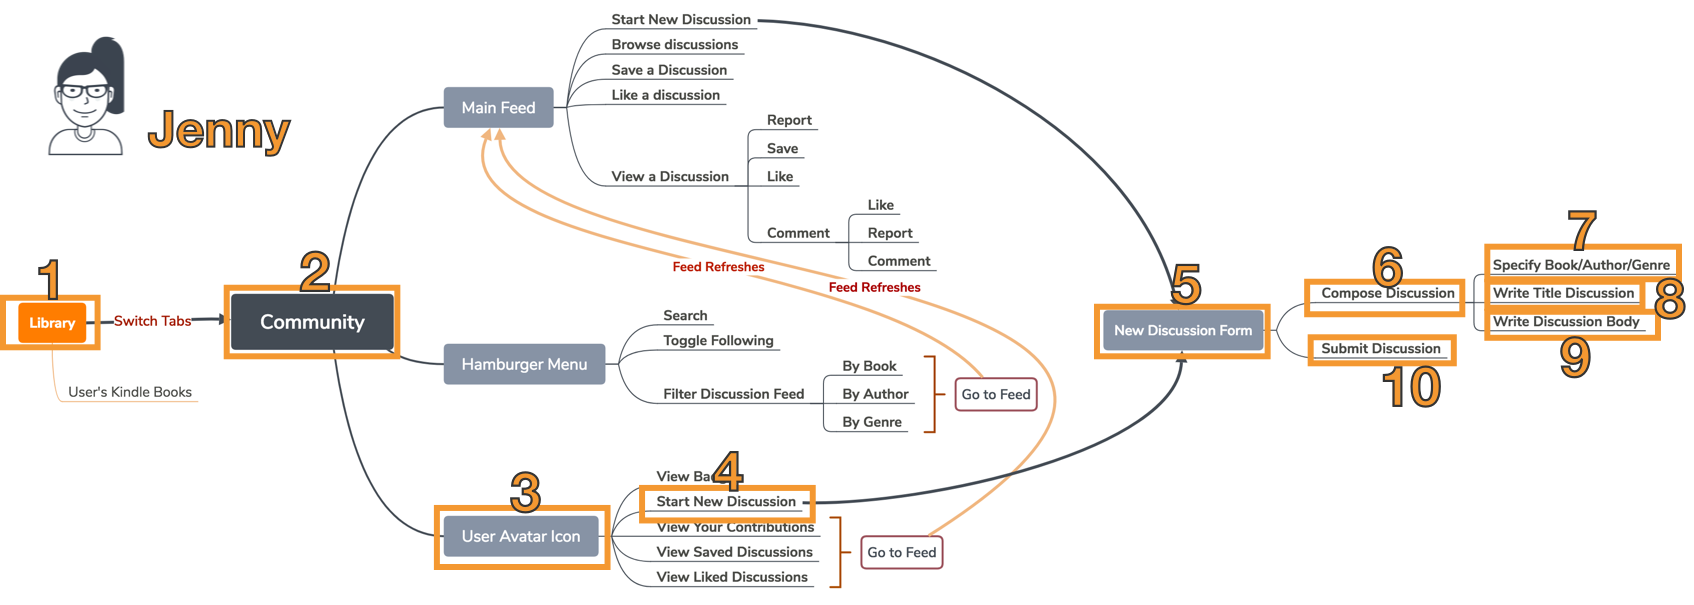 Jenny
Start New Discussion
Browse discussions
Save a Discussion
Like a discussion
Main Feed
View a Discussion
Report
Save
Like
Comment
Like
Report
Comment
Feed Refreshes
Feed Refreshes
1
Library
Switch Tabs
User's Kindle Books
2
Community
Hamburger Menu
Search
Toggle Following
Filter Discussion Feed
By Book
By Author
By Genre
Go to Feed
3
User Avatar Icon
View
4
Start New Discussion
View Your Contributions
View Saved Discussions
View Liked Discussions
Go to Feed
5
New Discussion Form
6
Compose Discussion
7
Specify Book/Author/Genre
Write Title Discussion
8
Write Discussion Body
9
Submit Discussion
10